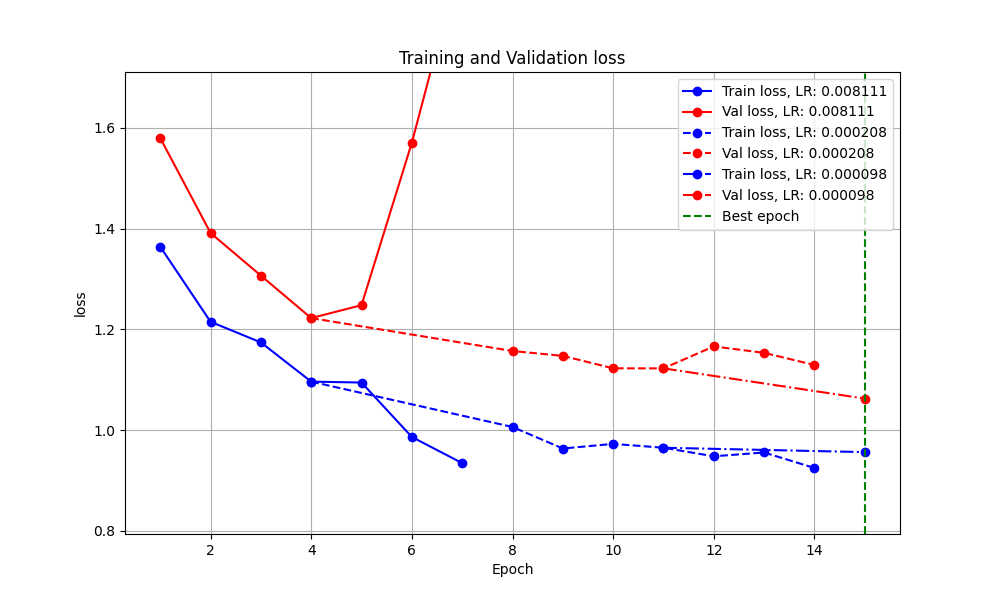 Training and Validation loss
Train loss, LR: 0.008111
Val loss, LR: 0.008111
Train loss, LR: 0.000208
Val loss, LR: 0.000208
Train loss, LR: 0.000098
Val loss, LR: 0.000098
Best epoch
loss
1.6
1.4
1.2
1.0
0.8
2 4 6 8 10 12 14
Epoch